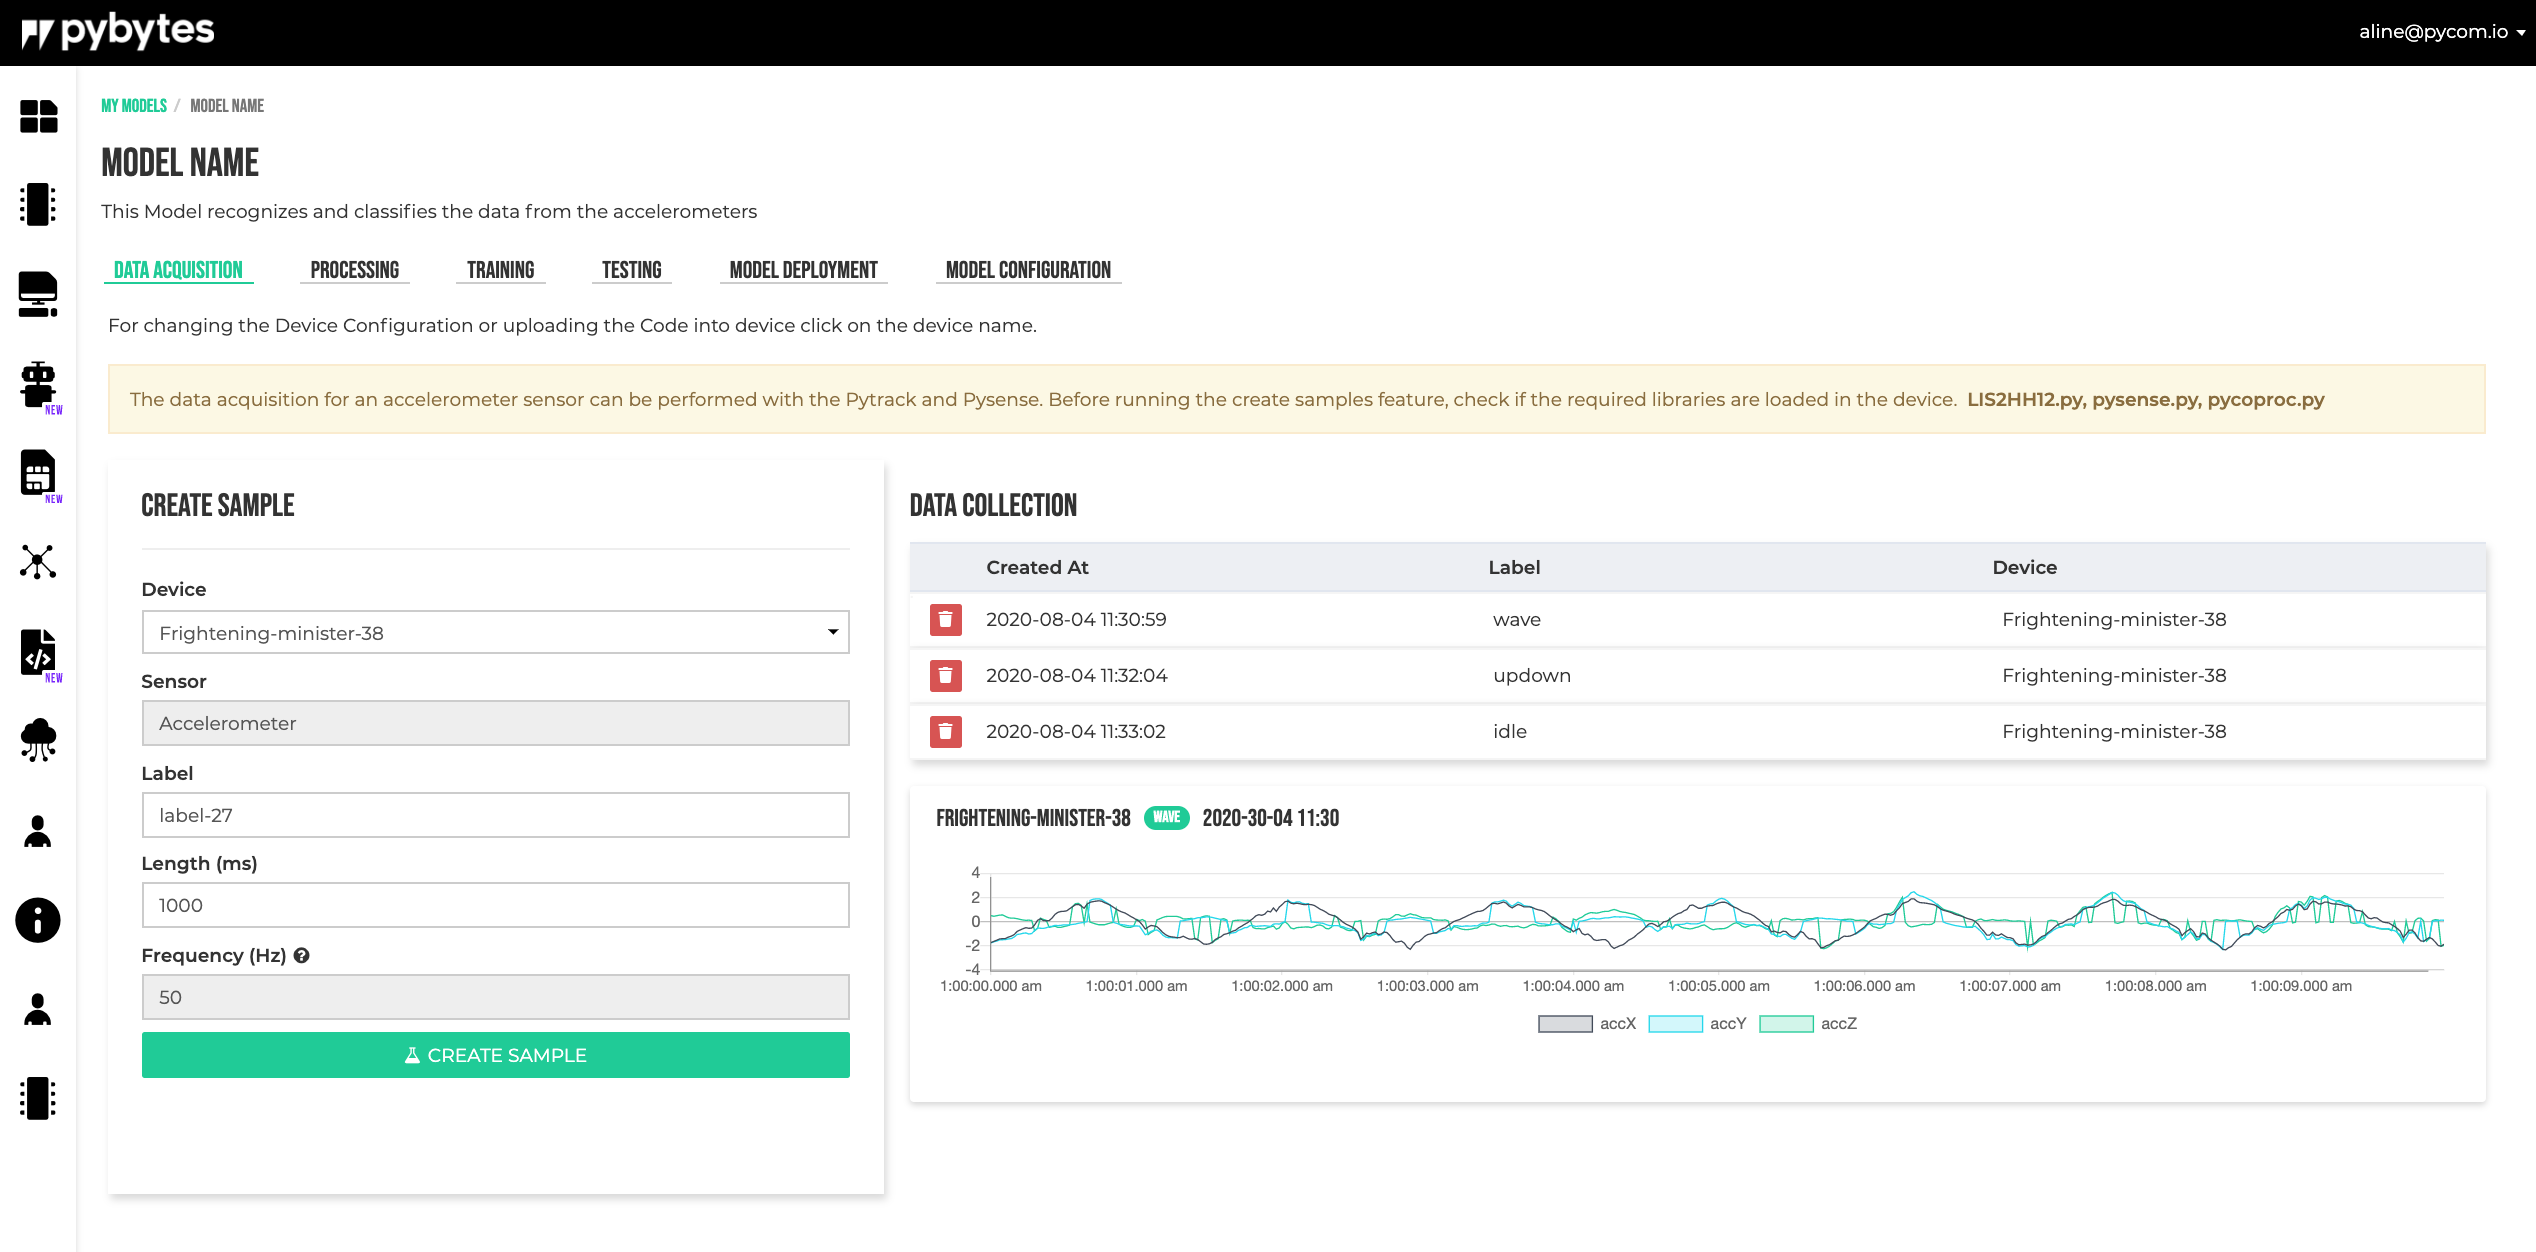 pybytes
aline@pycom.io
MY MODELS / MODEL NAME
MODEL NAME
This Model recognizes and classifies the data from the accelerometers
DATA ACQUISITION PROCESSING TRAINING TESTING MODEL DEPLOYMENT MODEL CONFIGURATION
For changing the Device Configuration or uploading the Code into device click on the device name.
The data acquisition for an accelerometer sensor can be performed with the Pytrack and Pysense. Before running the create samples feature, check if the required libraries are loaded in the device. LIS2HH12.py, pysense.py, pycoproc.py
NEW
NEW
NEW
CREATE SAMPLE
Device
Frightening-minister-38
Sensor
Accelerometer
Label
label-27
Length (ms)
1000
Frequency (Hz)
50
CREATE SAMPLE
DATA COLLECTION
Created At Label Device
2020-08-04 11:30:59 wave Frightening-minister-38
2020-08-04 11:32:04 updown Frightening-minister-38
2020-08-04 11:33:02 idle Frightening-minister-38
FRIGHTENING-MINISTER-38 WAVE 2020-30-04 11:30
4
2
0
-2
-4
1:00:00.000 am 1:00:01.000 am 1:00:02.000 am 1:00:03.000 am 1:00:04.000 am 1:00:05.000 am 1:00:06.000 am 1:00:07.000 am 1:00:08.000 am 1:00:09.000 am
accX accY accZ